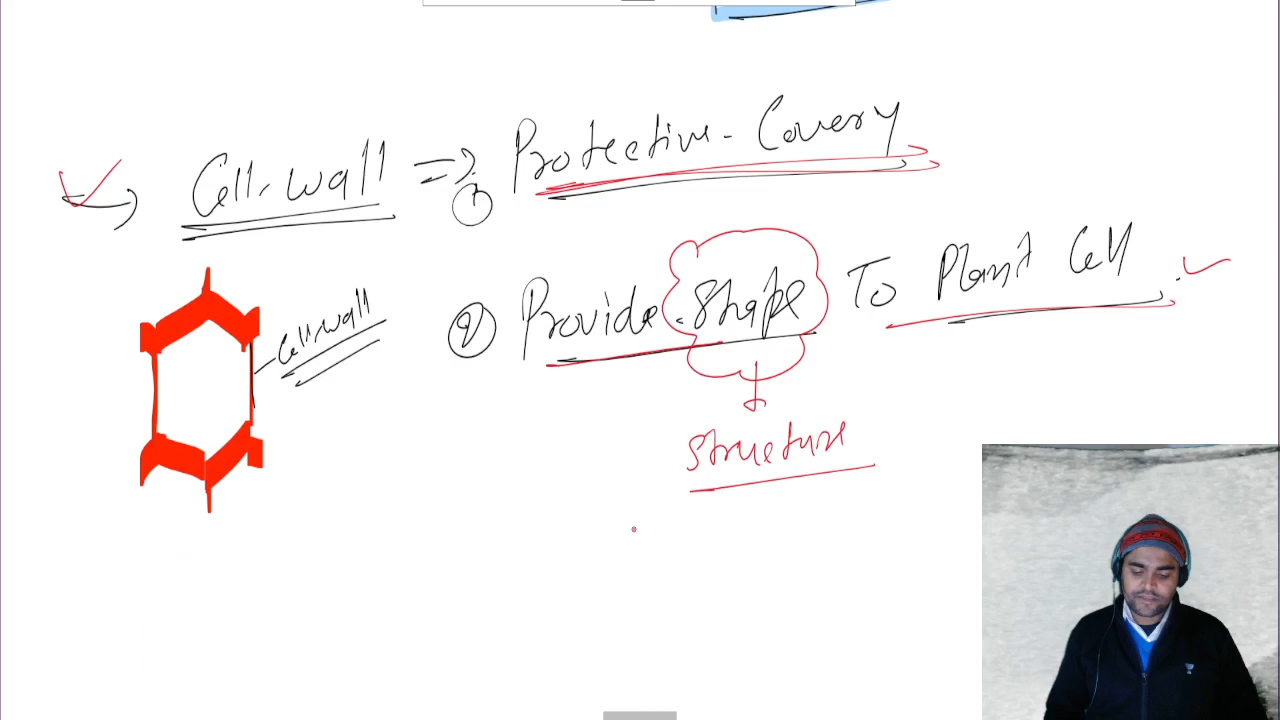 Cell-wall => ① Protective- Covery
② Provide. Shape To Plant Cell
Cell-wall
Structure